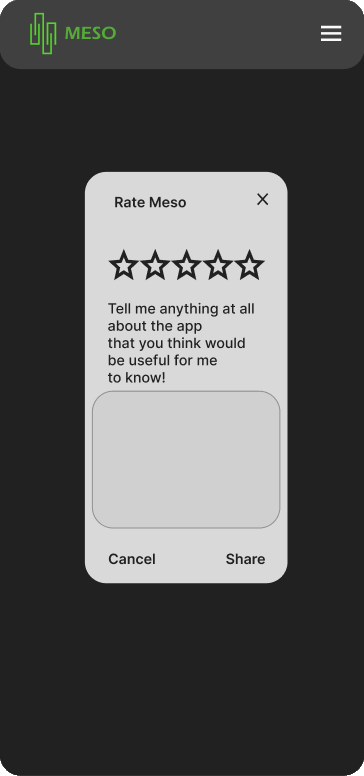 MESO
Rate Meso
Tell me anything at all
about the app
that you think would
be useful for me
to know!
Cancel
Share